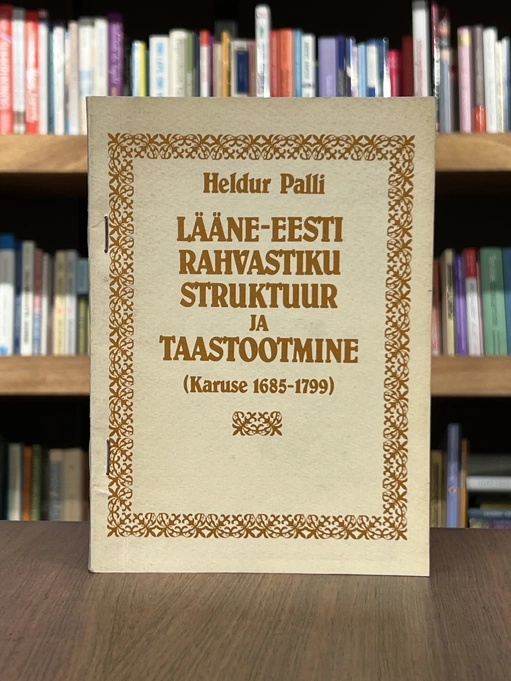 Heldur Palli
LÄÄNE-EESTI
RAHVASTIKU
STRUKTUUR
JA
TAASTOOTMINE
(Karuse 1685-1799)